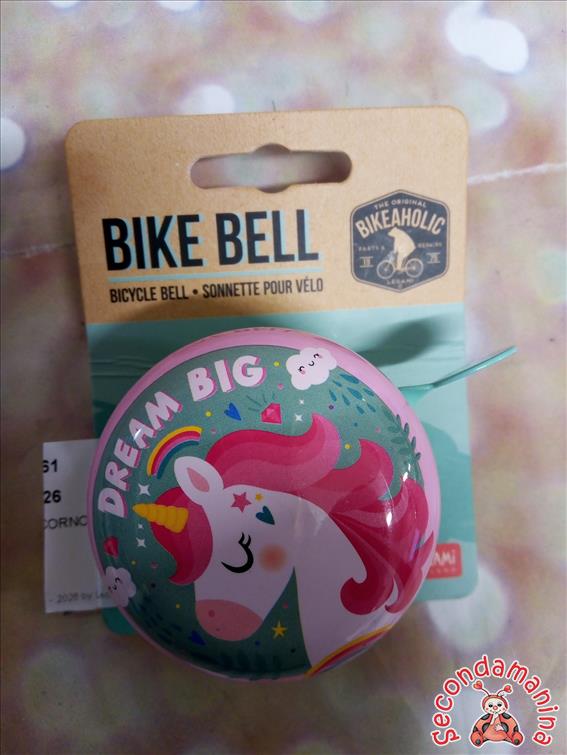 BIKE BELL
BICYCLE BELL • SONNETTE POUR VÉLO
THE ORIGINAL
BIKEAHOLIC
PARTS & REPAIRS
LEGAMI
DREAM BIG
61
26
CORNO
AMI
Secondamanina